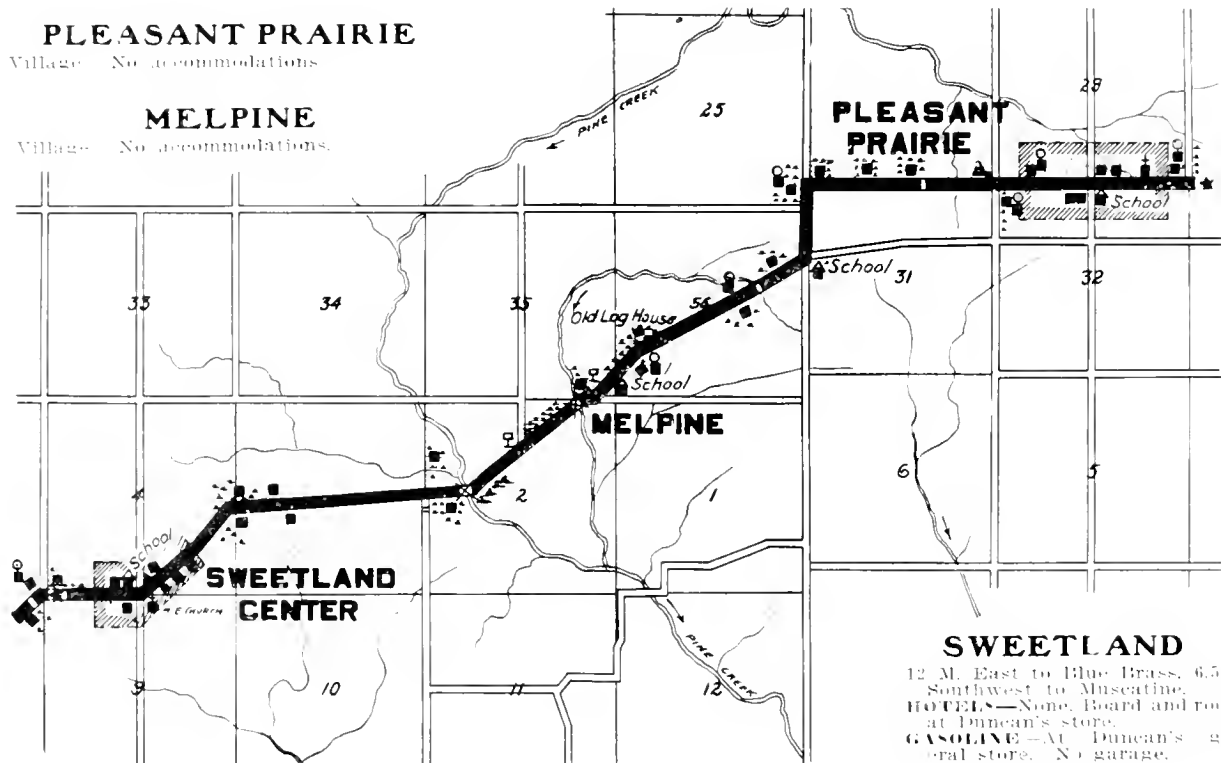 PLEASANT PRAIRIE
Village No accommodations
MELPINE
Village No accommodations.
PINE CREEK
25
28
PLEASANT
PRAIRIE
School
School
33
34
35
31
32
Old Log House
School
MELPINE
4
2
1
6
5
School
SWEETLAND
CENTER
M. E. CHURCH
9
10
11
12
PINE CREEK
SWEETLAND
12 M. East to Blue Brass, 6.5
Southwest to Muscatine.
HOTELS—None. Board and roo
at Duncan's store.
GASOLINE—At Duncan's g
eral store. No garage.